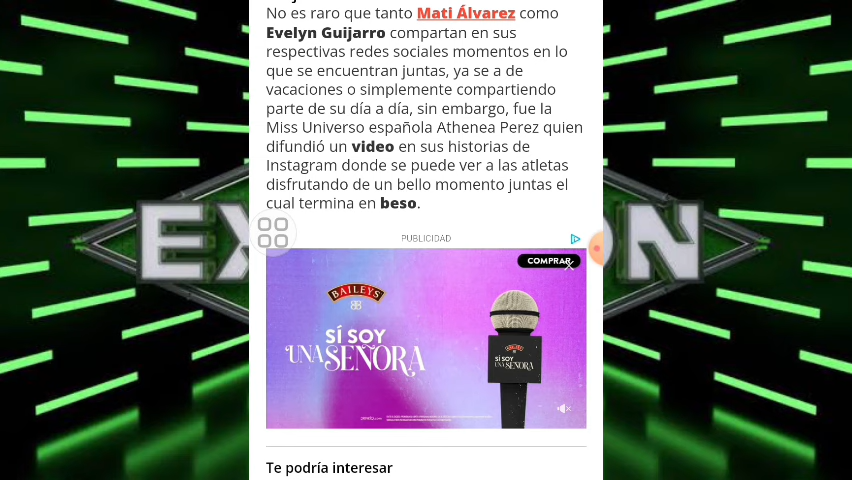 No es raro que tanto Mati Álvarez como
Evelyn Guijarro compartan en sus
respectivas redes sociales momentos en lo
que se encuentran juntas, ya se a de
vacaciones o simplemente compartiendo
parte de su día a día, sin embargo, fue la
Miss Universo española Athenea Perez quien
difundió un video en sus historias de
Instagram donde se puede ver a las atletas
disfrutando de un bello momento juntas el
cual termina en beso.
PUBLICIDAD
COMPRAR
BAILEYS
SÍ SOY
UNA SEÑORA
BAILEYS
SÍ SOY
UNA SEÑORA
Te podría interesar
EX
ON